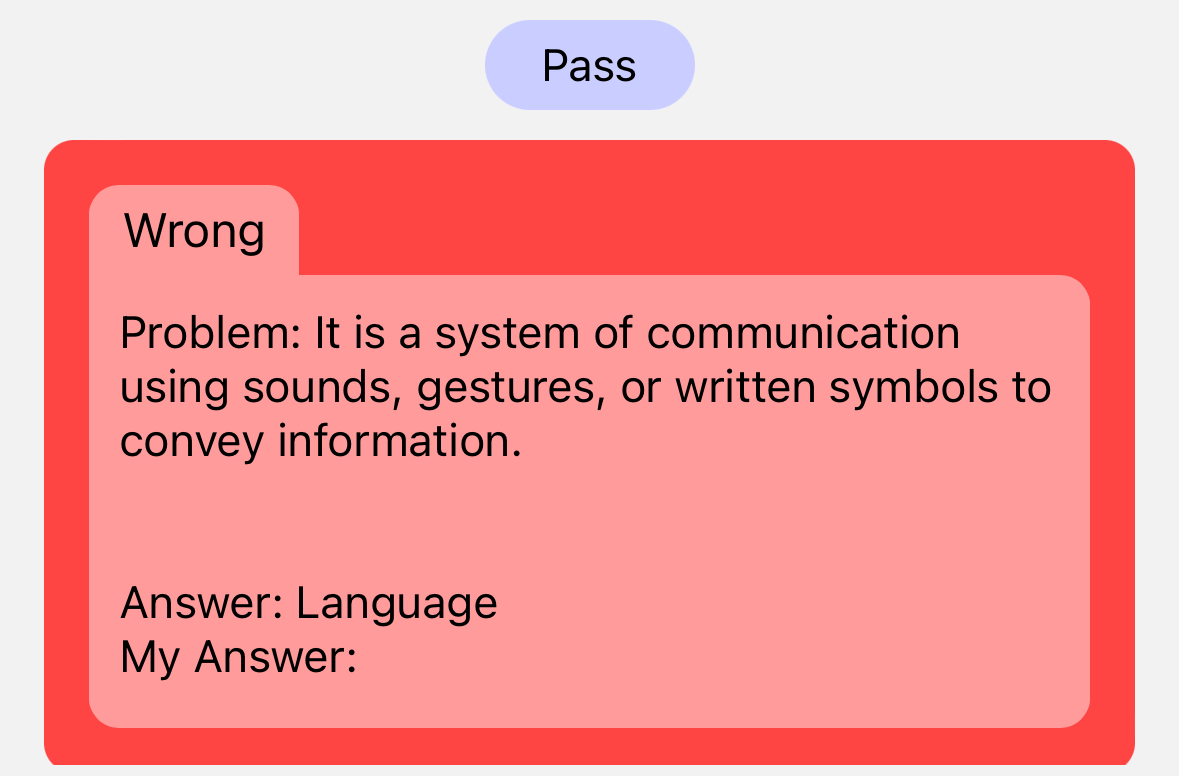 Pass
Wrong
Problem: It is a system of communication
using sounds, gestures, or written symbols to
convey information.
Answer: Language
My Answer: